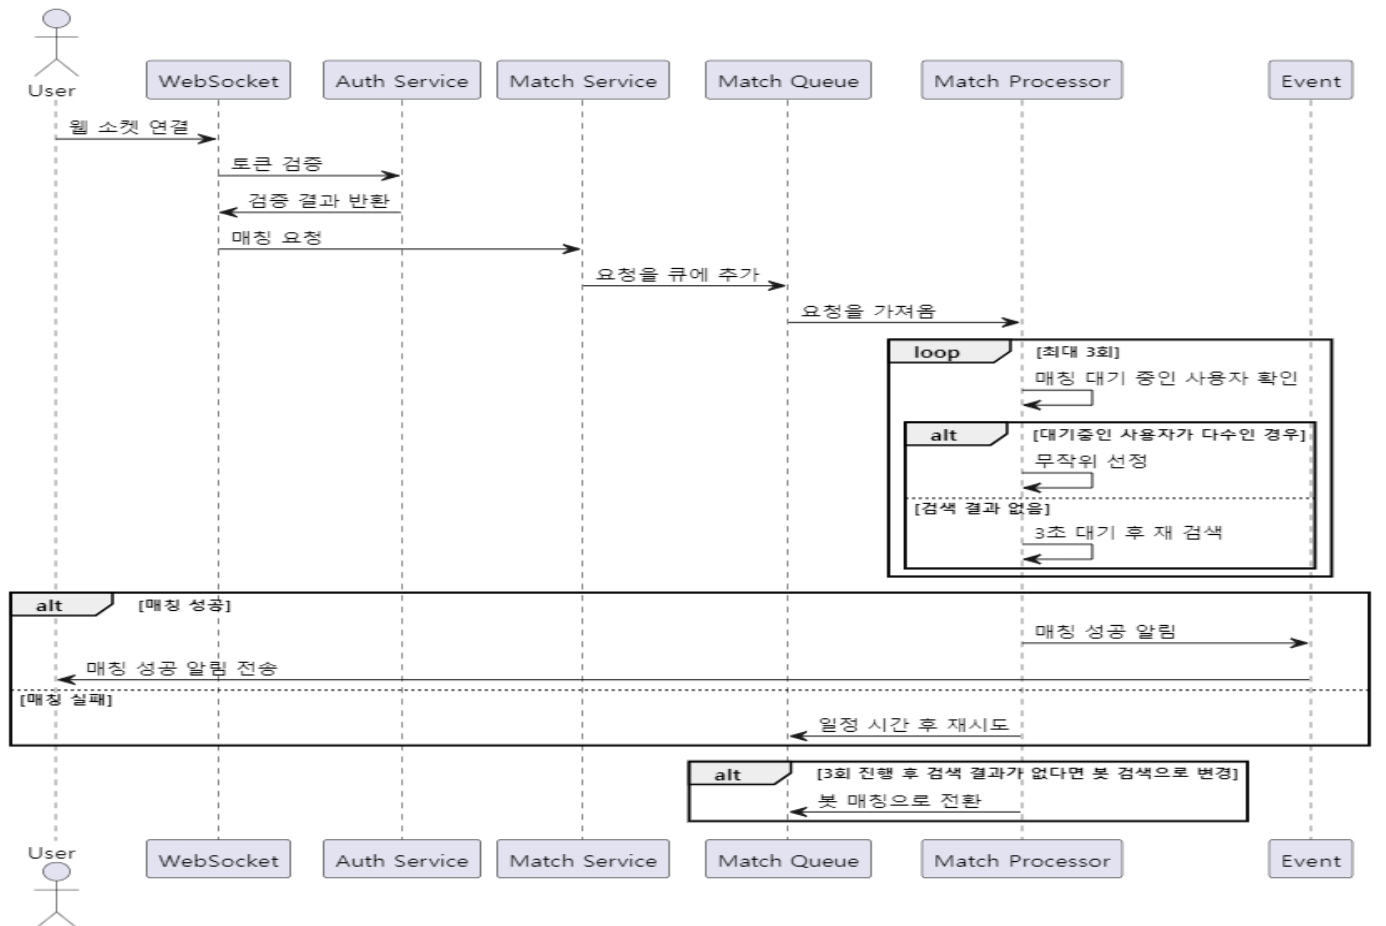 User
WebSocket
Auth Service
Match Service
Match Queue
Match Processor
Event
웹 소켓 연결
토큰 검증
검증 결과 반환
매칭 요청
요청을 큐에 추가
요청을 가져옴
loop [최대 3회]
매칭 대기 중인 사용자 확인
alt [대기중인 사용자가 다수인 경우]
무작위 선정
[검색 결과 없음]
3초 대기 후 재 검색
alt [매칭 성공]
매칭 성공 알림
매칭 성공 알림 전송
[매칭 실패]
일정 시간 후 재시도
alt [3회 진행 후 검색 결과가 없다면 봇 검색으로 변경]
봇 매칭으로 전환
User
WebSocket
Auth Service
Match Service
Match Queue
Match Processor
Event